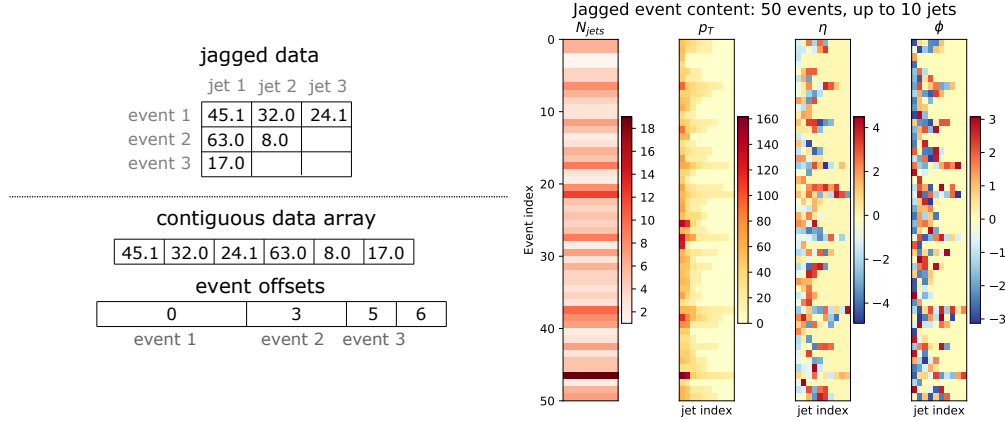 jagged data
jet 1 jet 2 jet 3
event 1 45.1 32.0 24.1
event 2 63.0 8.0
event 3 17.0
contiguous data array
45.1 32.0 24.1 63.0 8.0 17.0
event offsets
0 3 5 6
event 1 event 2 event 3
Jagged event content: 50 events, up to 10 jets
N_jets
0
10
20
30
40
50
Event index
18
16
14
12
10
8
6
4
2
p_T
jet index
160
140
120
100
80
60
40
20
0
η
jet index
4
2
0
−2
−4
ϕ
jet index
3
2
1
0
−1
−2
−3